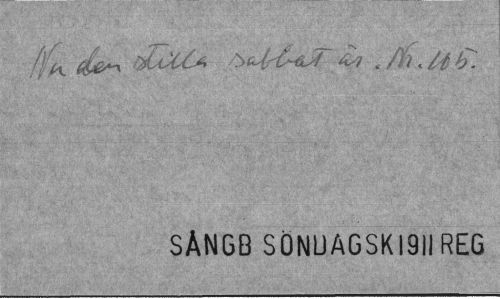 Nu den stilla sabbat är. Nr. 105.
SÅNGB SÖNDAGSK 1911 REG